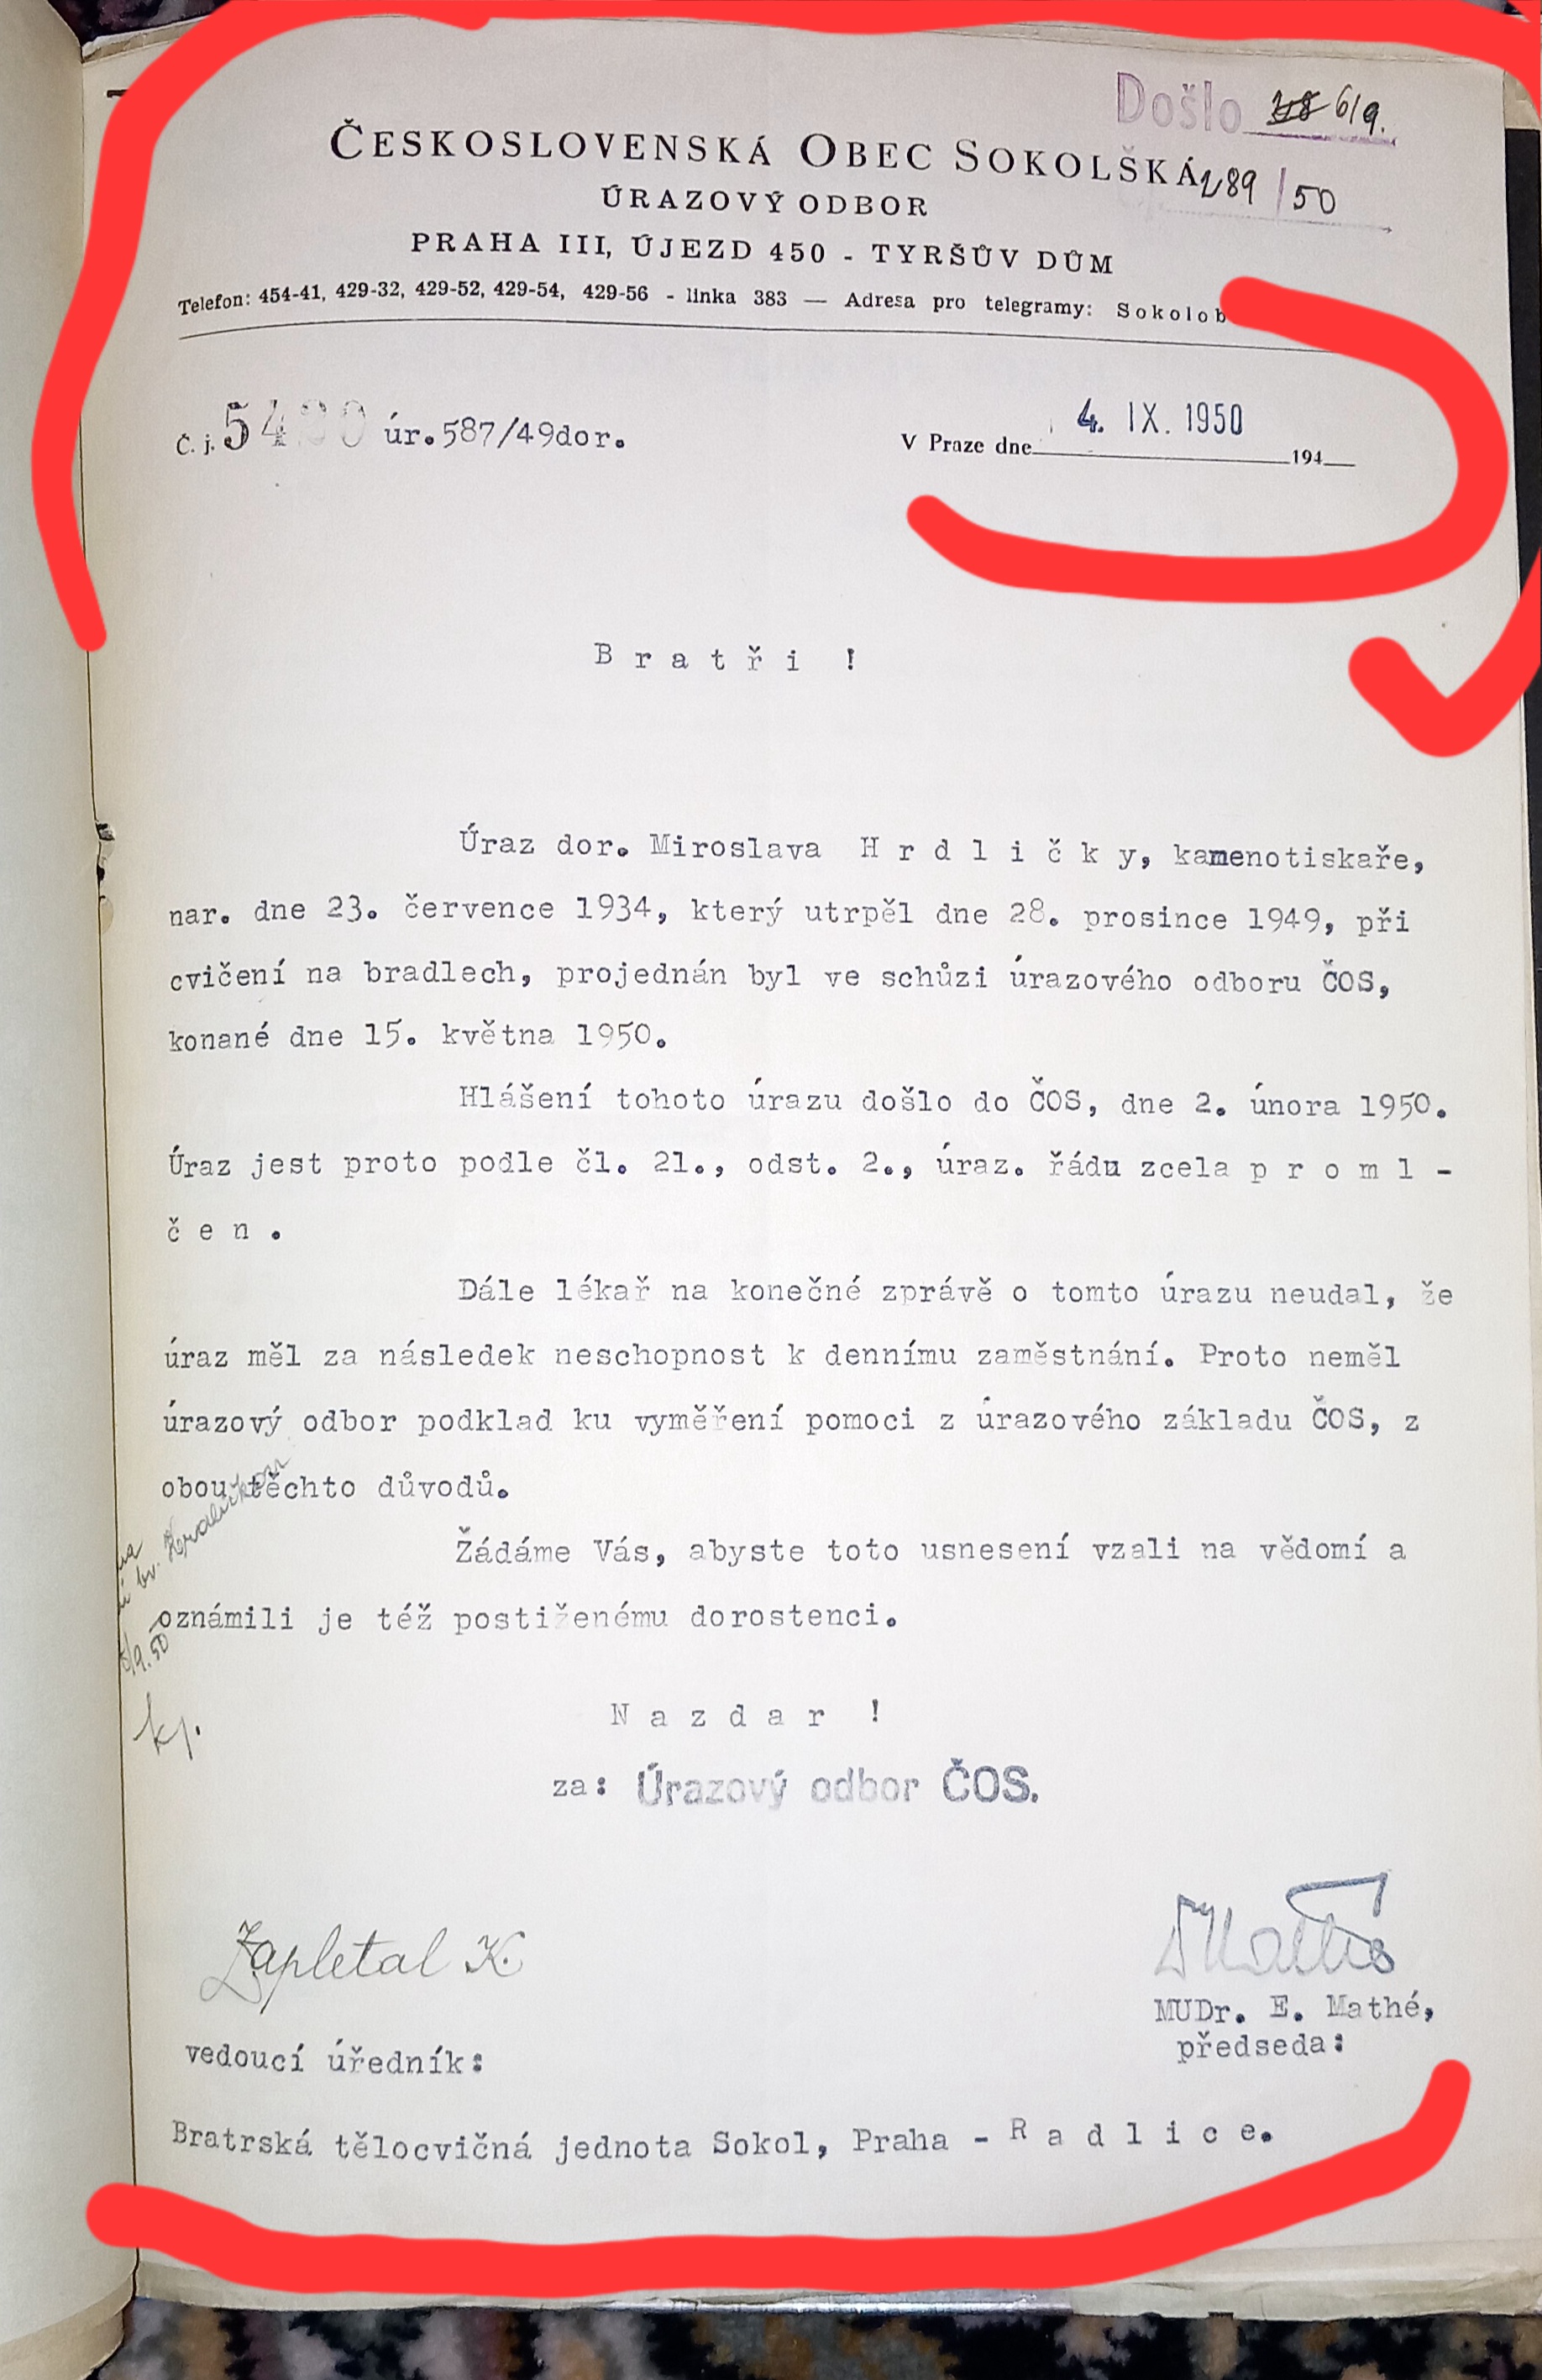 Došlo 6/9.
ČESKOSLOVENSKÁ OBEC SOKOLSKÁ
289/50
ÚRAZOVÝ ODBOR
PRAHA III, ÚJEZD 450 - TYRŠŮV DŮM
Telefon: 454-41, 429-32, 429-52, 429-54, 429-56 - linka 383 — Adresa pro telegramy:
Č. j. úr.587/49dor.
V Praze dne 4. IX. 1950 194
Bratři !
Úraz dor. Miroslava Hrdličky, kamenotiskaře,
nar. dne 23. července 1934, který utrpěl dne 28. prosince 1949, při
cvičení na bradlech, projednán byl ve schůzi úrazového odboru ČOS,
konané dne 15. května 1950.
Hlášení tohoto úrazu došlo do ČOS, dne 2. února 1950.
Úraz jest proto podle čl. 21., odst. 2., úraz. řádu zcela proml-
čen.
Dále lékař na konečné zprávě o tomto úrazu neudal, že
úraz měl za následek neschopnost k dennímu zaměstnání. Proto neměl
úrazový odbor podklad ku vyměření pomoci z úrazového základu ČOS, z
obou těchto důvodů.
Žádáme Vás, abyste toto usnesení vzali na vědomí a
oznámili je též postiženému dorostenci.
Nazdar !
za: Úrazový odbor ČOS.
Zapletal K.
MUDr. E. Mathé,
předseda:
vedoucí úředník:
Bratrská tělocvičná jednota Sokol, Praha - Radlice.